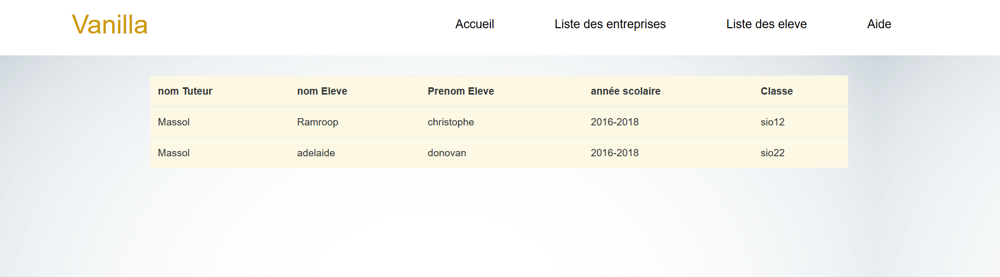 Vanilla Accueil Liste des entreprises Liste des eleve Aide
nom Tuteur nom Eleve Prenom Eleve année scolaire Classe
Massol Ramroop christophe 2016-2018 sio12
Massol adelaide donovan 2016-2018 sio22